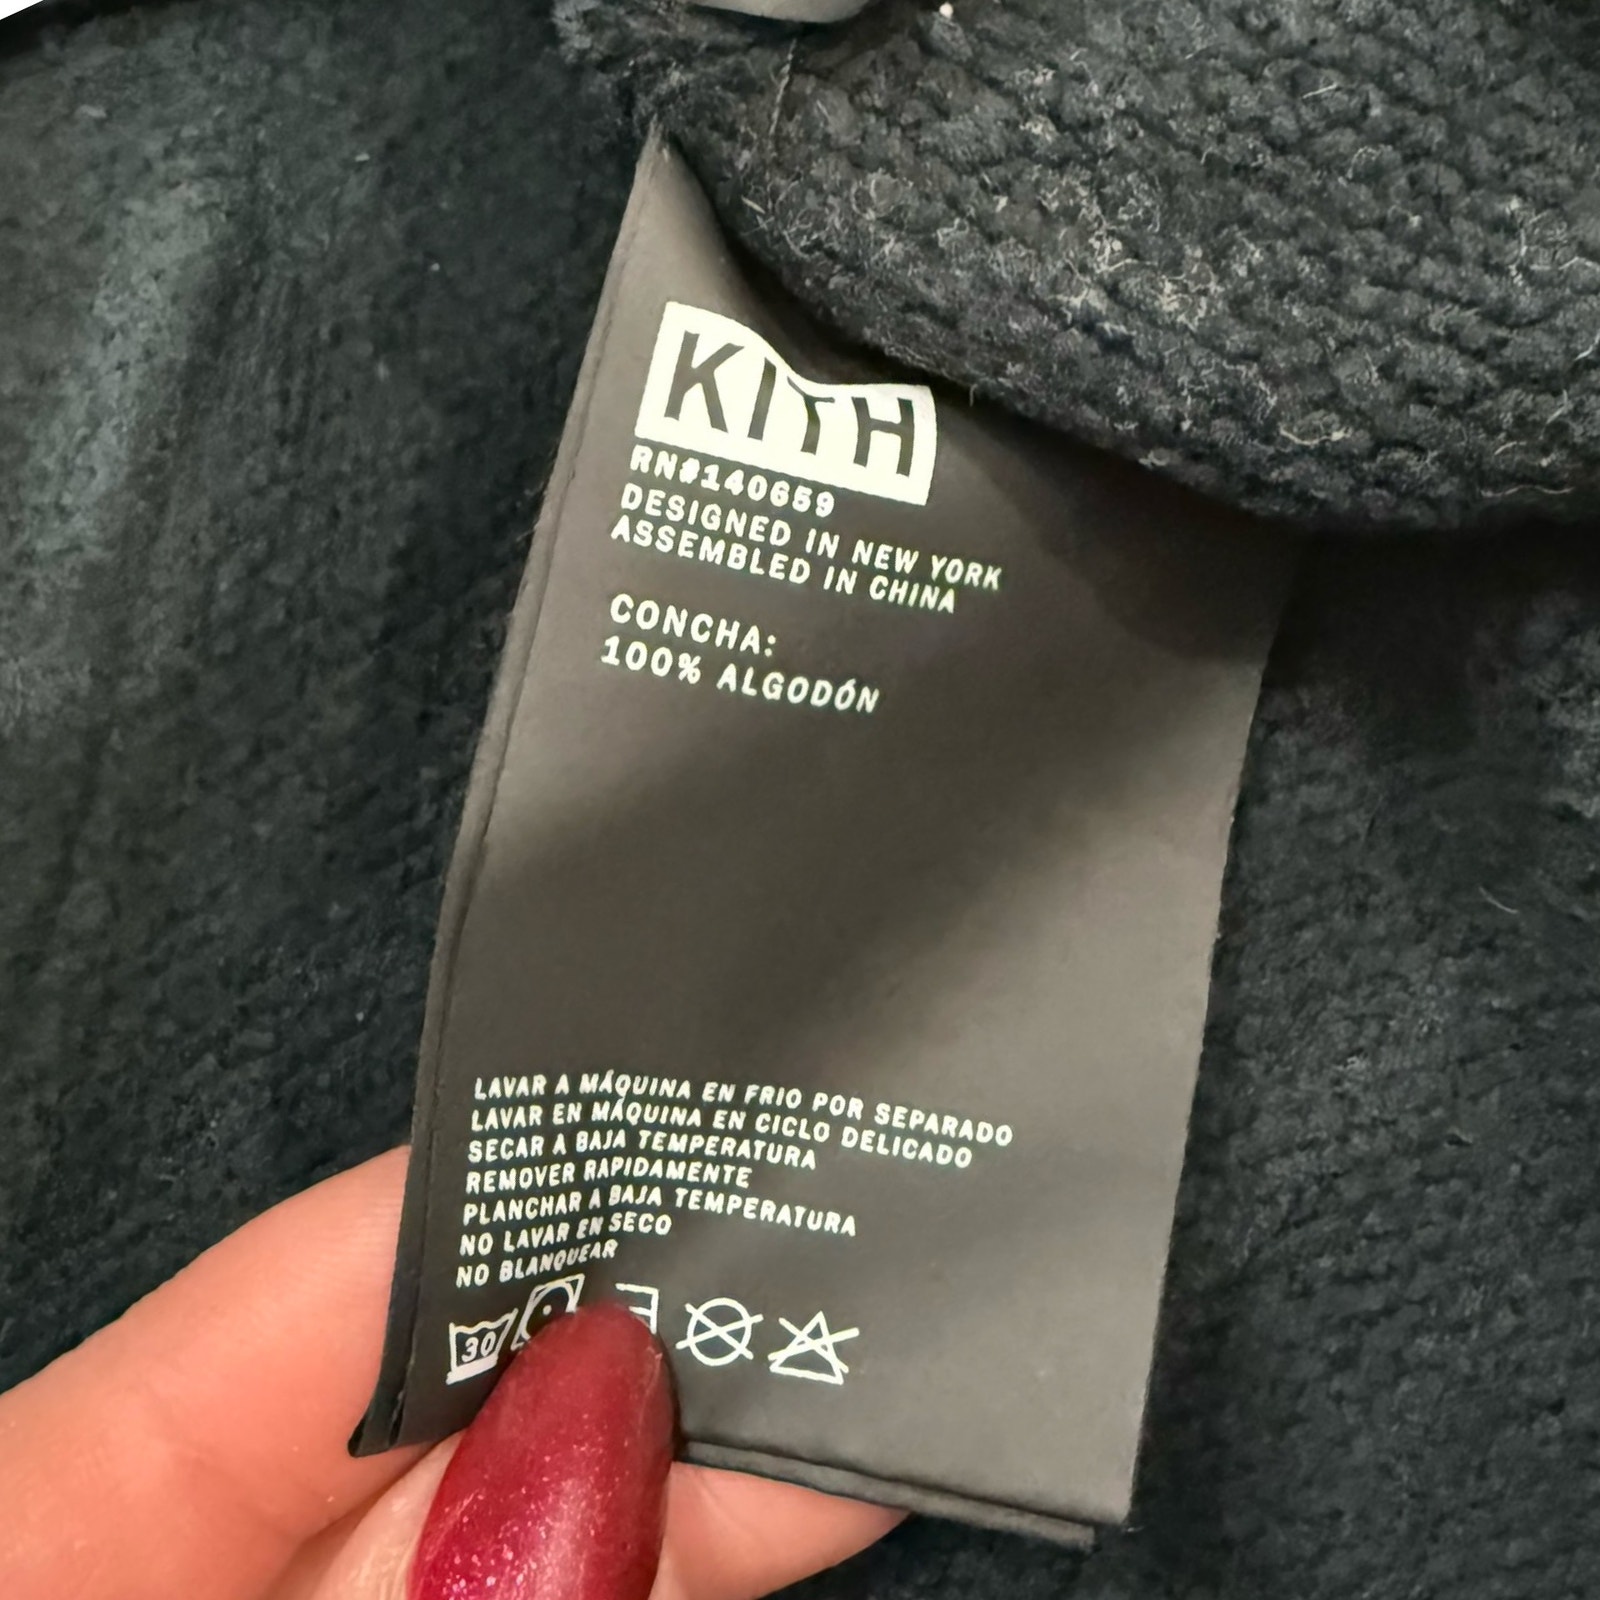 KITH
RN#140659
DESIGNED IN NEW YORK
ASSEMBLED IN CHINA
CONCHA:
100% ALGODÓN
LAVAR A MÁQUINA EN FRIO POR SEPARADO
LAVAR EN MÁQUINA EN CICLO DELICADO
SECAR A BAJA TEMPERATURA
REMOVER RAPIDAMENTE
PLANCHAR A BAJA TEMPERATURA
NO LAVAR EN SECO
NO BLANQUEAR
30